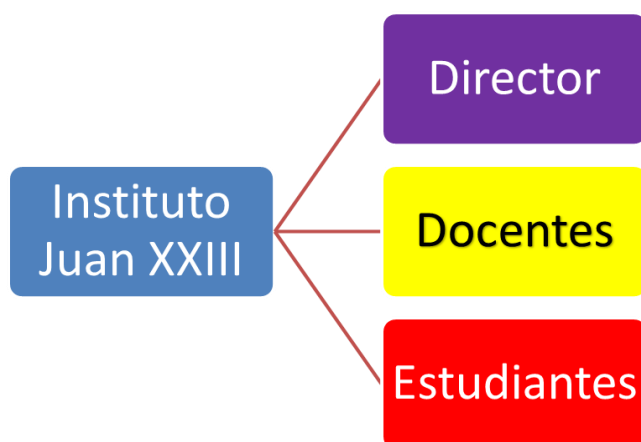 Instituto
Juan XXIII
Director
Docentes
Estudiantes